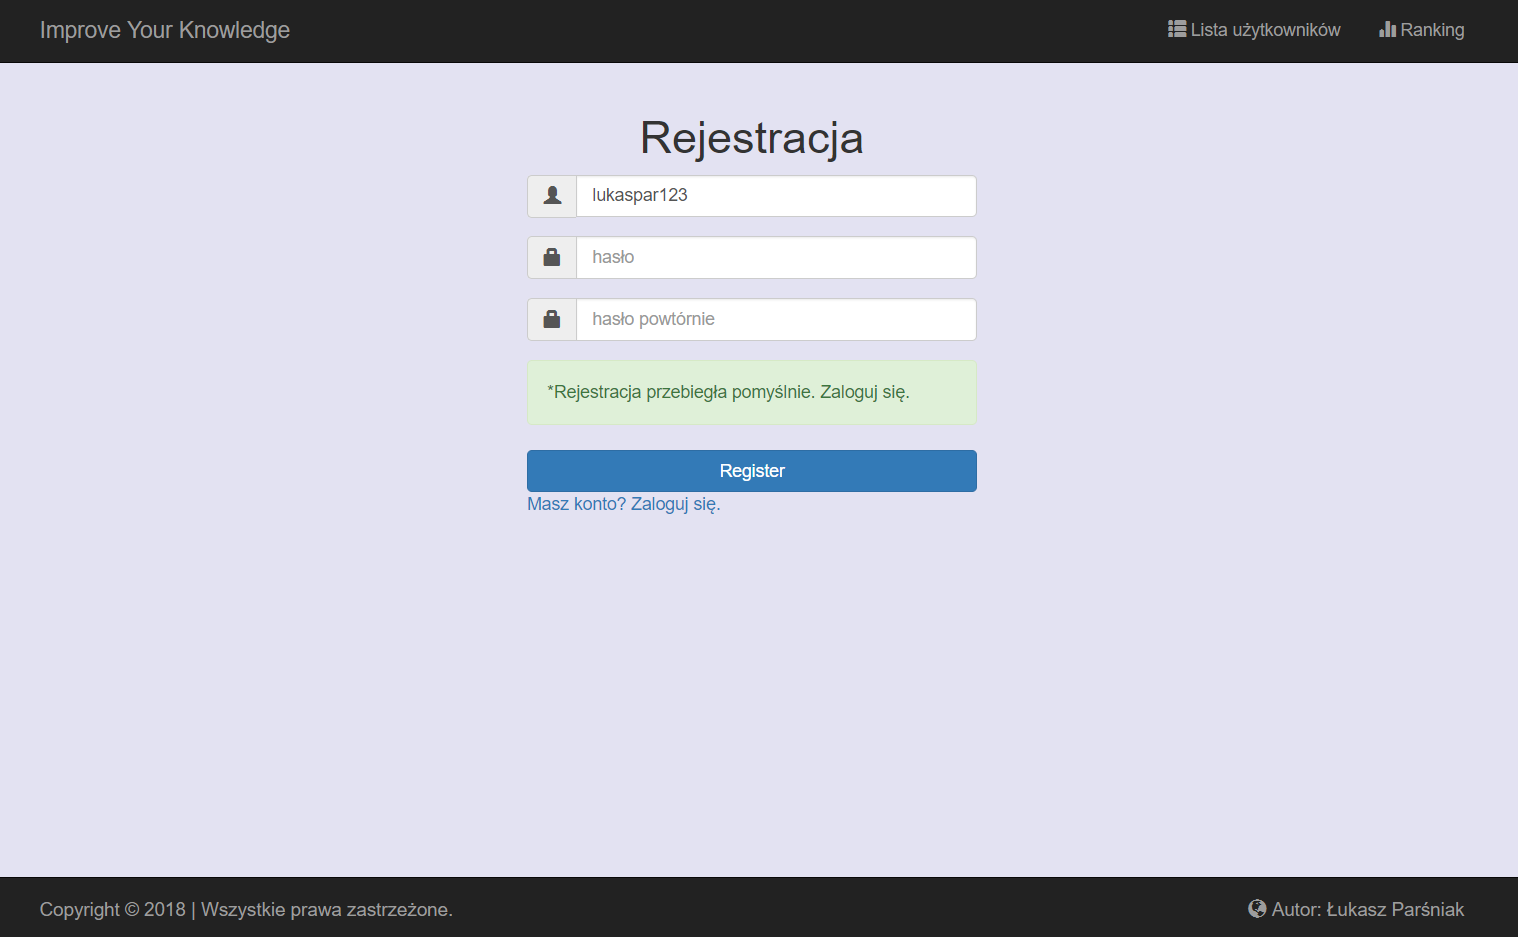 Improve Your Knowledge
Lista użytkowników
Ranking
Rejestracja
lukaspar123
hasło
hasło powtórnie
*Rejestracja przebiegła pomyślnie. Zaloguj się.
Register
Masz konto? Zaloguj się.
Copyright © 2018 | Wszystkie prawa zastrzeżone.
Autor: Łukasz Parśniak